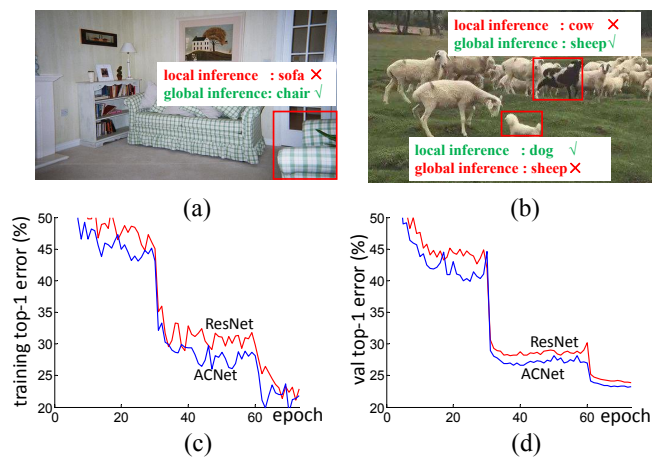 local inference : sofa ✕
global inference: chair √
local inference : cow ✕
global inference : sheep√
local inference : dog √
global inference : sheep✕
(a)
(b)
training top-1 error (%)
50
45
40
35
30
25
20
0
20
40
60
epoch
ResNet
ACNet
(c)
val top-1 error (%)
50
45
40
35
30
25
20
0
20
40
60
epoch
ResNet
ACNet
(d)